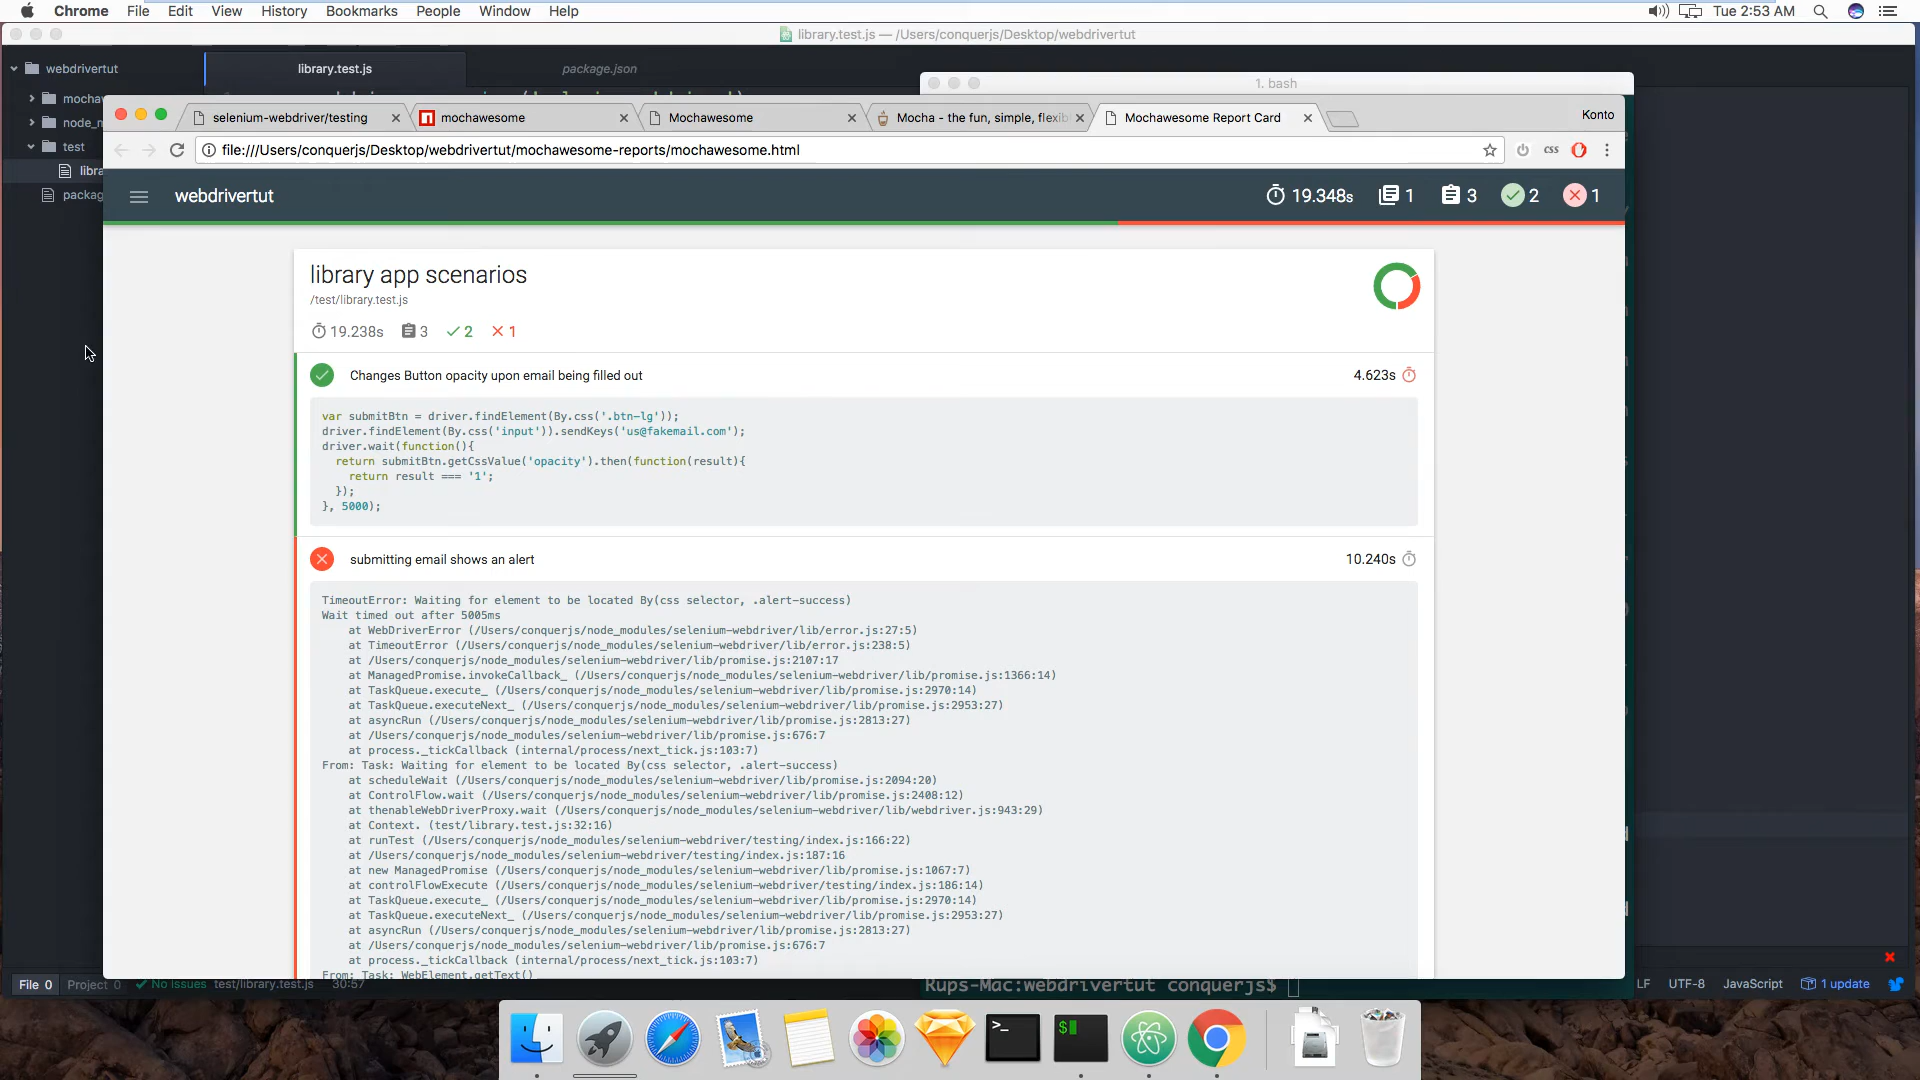 Chrome File Edit View History Bookmarks People Window Help
Tue 2:53 AM
library.test.js — /Users/conquerjs/Desktop/webdrivertut
webdrivertut
library.test.js
package.json
1. bash
selenium-webdriver/testing
mochawesome
Mochawesome
Mocha - the fun, simple, flexib
Mochawesome Report Card
Konto
file:///Users/conquerjs/Desktop/webdrivertut/mochawesome-reports/mochawesome.html
css
mochaw
node_m
test
libra
packag
webdrivertut
19.348s
1
3
2
1
library app scenarios
/test/library.test.js
19.238s 3 2 1
Changes Button opacity upon email being filled out
4.623s
var submitBtn = driver.findElement(By.css('.btn-lg'));
driver.findElement(By.css('input')).sendKeys('us@fakemail.com');
driver.wait(function(){
return submitBtn.getCssValue('opacity').then(function(result){
return result === '1';
});
}, 5000);
submitting email shows an alert
10.240s
TimeoutError: Waiting for element to be located By(css selector, .alert-success)
Wait timed out after 5005ms
at WebDriverError (/Users/conquerjs/node_modules/selenium-webdriver/lib/error.js:27:5)
at TimeoutError (/Users/conquerjs/node_modules/selenium-webdriver/lib/error.js:238:5)
at /Users/conquerjs/node_modules/selenium-webdriver/lib/promise.js:2107:17
at ManagedPromise.invokeCallback_ (/Users/conquerjs/node_modules/selenium-webdriver/lib/promise.js:1366:14)
at TaskQueue.execute_ (/Users/conquerjs/node_modules/selenium-webdriver/lib/promise.js:2970:14)
at TaskQueue.executeNext_ (/Users/conquerjs/node_modules/selenium-webdriver/lib/promise.js:2953:27)
at asyncRun (/Users/conquerjs/node_modules/selenium-webdriver/lib/promise.js:2813:27)
at /Users/conquerjs/node_modules/selenium-webdriver/lib/promise.js:676:7
at process._tickCallback (internal/process/next_tick.js:103:7)
From: Task: Waiting for element to be located By(css selector, .alert-success)
at scheduleWait (/Users/conquerjs/node_modules/selenium-webdriver/lib/promise.js:2094:20)
at ControlFlow.wait (/Users/conquerjs/node_modules/selenium-webdriver/lib/promise.js:2408:12)
at thenableWebDriverProxy.wait (/Users/conquerjs/node_modules/selenium-webdriver/lib/webdriver.js:943:29)
at Context. (test/library.test.js:32:16)
at runTest (/Users/conquerjs/node_modules/selenium-webdriver/testing/index.js:166:22)
at /Users/conquerjs/node_modules/selenium-webdriver/testing/index.js:187:16
at new ManagedPromise (/Users/conquerjs/node_modules/selenium-webdriver/lib/promise.js:1067:7)
at controlFlowExecute (/Users/conquerjs/node_modules/selenium-webdriver/testing/index.js:186:14)
at TaskQueue.execute_ (/Users/conquerjs/node_modules/selenium-webdriver/lib/promise.js:2970:14)
at TaskQueue.executeNext_ (/Users/conquerjs/node_modules/selenium-webdriver/lib/promise.js:2953:27)
at asyncRun (/Users/conquerjs/node_modules/selenium-webdriver/lib/promise.js:2813:27)
at /Users/conquerjs/node_modules/selenium-webdriver/lib/promise.js:676:7
at process._tickCallback (internal/process/next_tick.js:103:7)
From: Task: WebElement.getText()
File 0 Project 0 No Issues test/library.test.js 30:57
Rups-Mac:webdrivertut conquerjs$
LF UTF-8 JavaScript 1 update